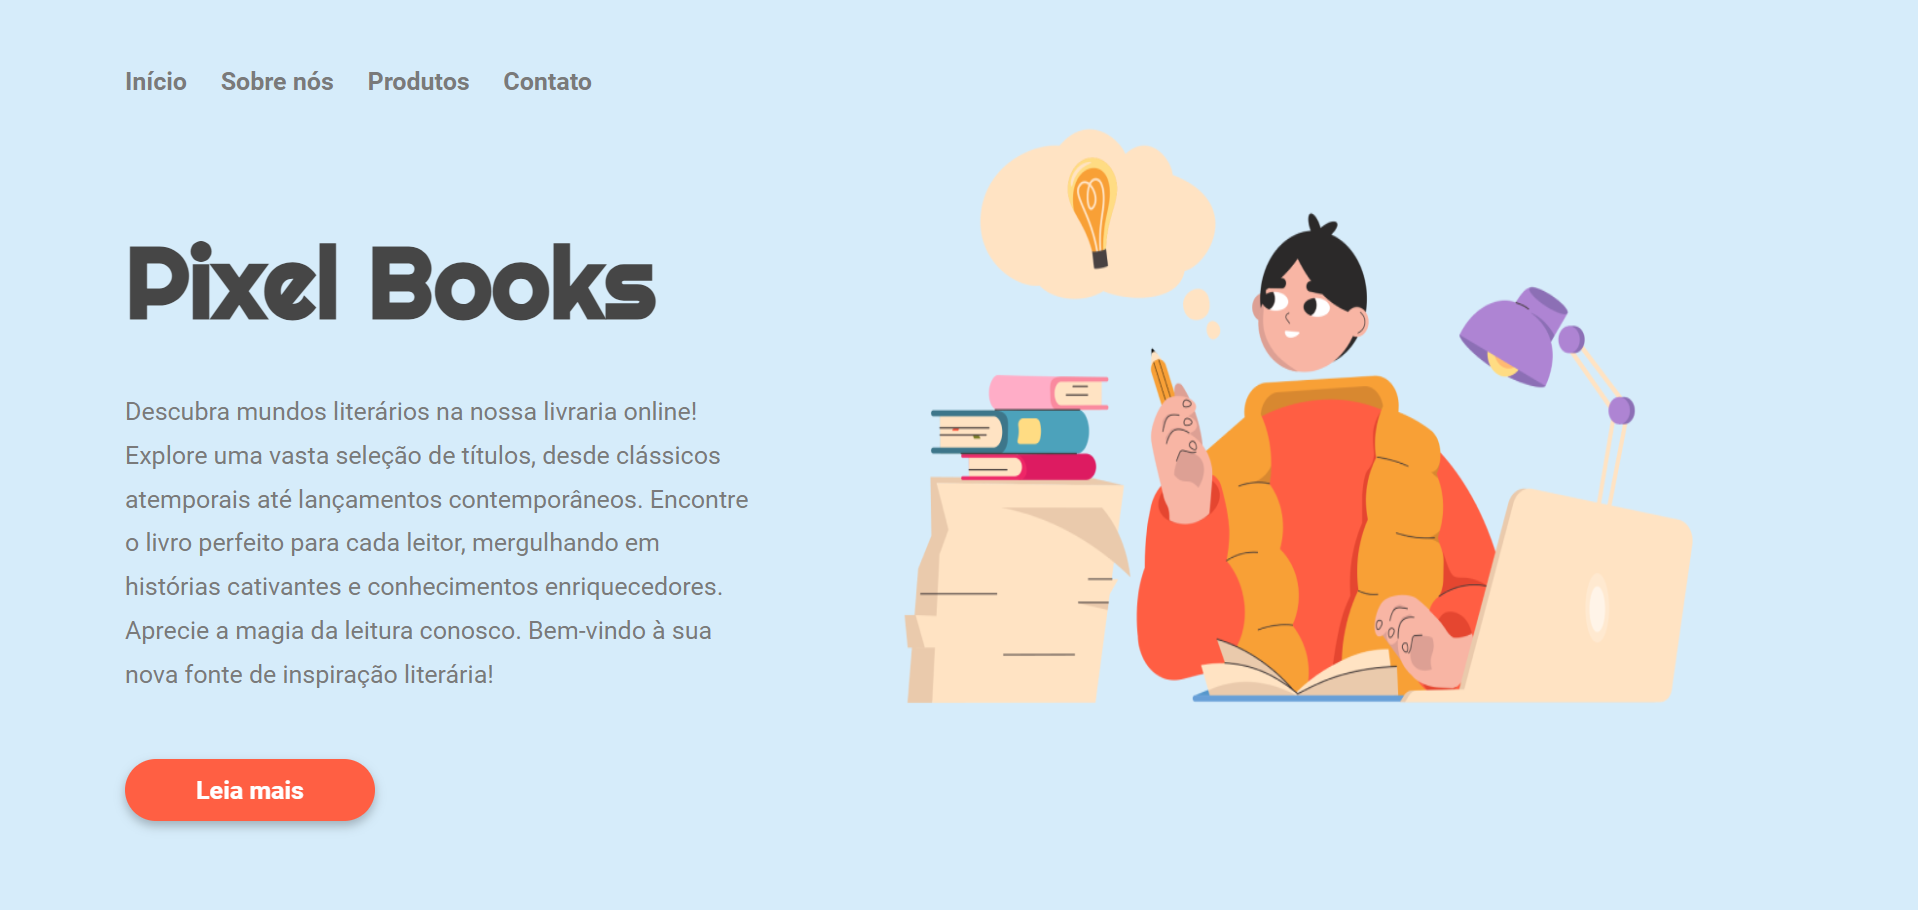 Início Sobre nós Produtos Contato
Pixel Books
Descubra mundos literários na nossa livraria online!
Explore uma vasta seleção de títulos, desde clássicos
atemporais até lançamentos contemporâneos. Encontre
o livro perfeito para cada leitor, mergulhando em
histórias cativantes e conhecimentos enriquecedores.
Aprecie a magia da leitura conosco. Bem-vindo à sua
nova fonte de inspiração literária!
Leia mais